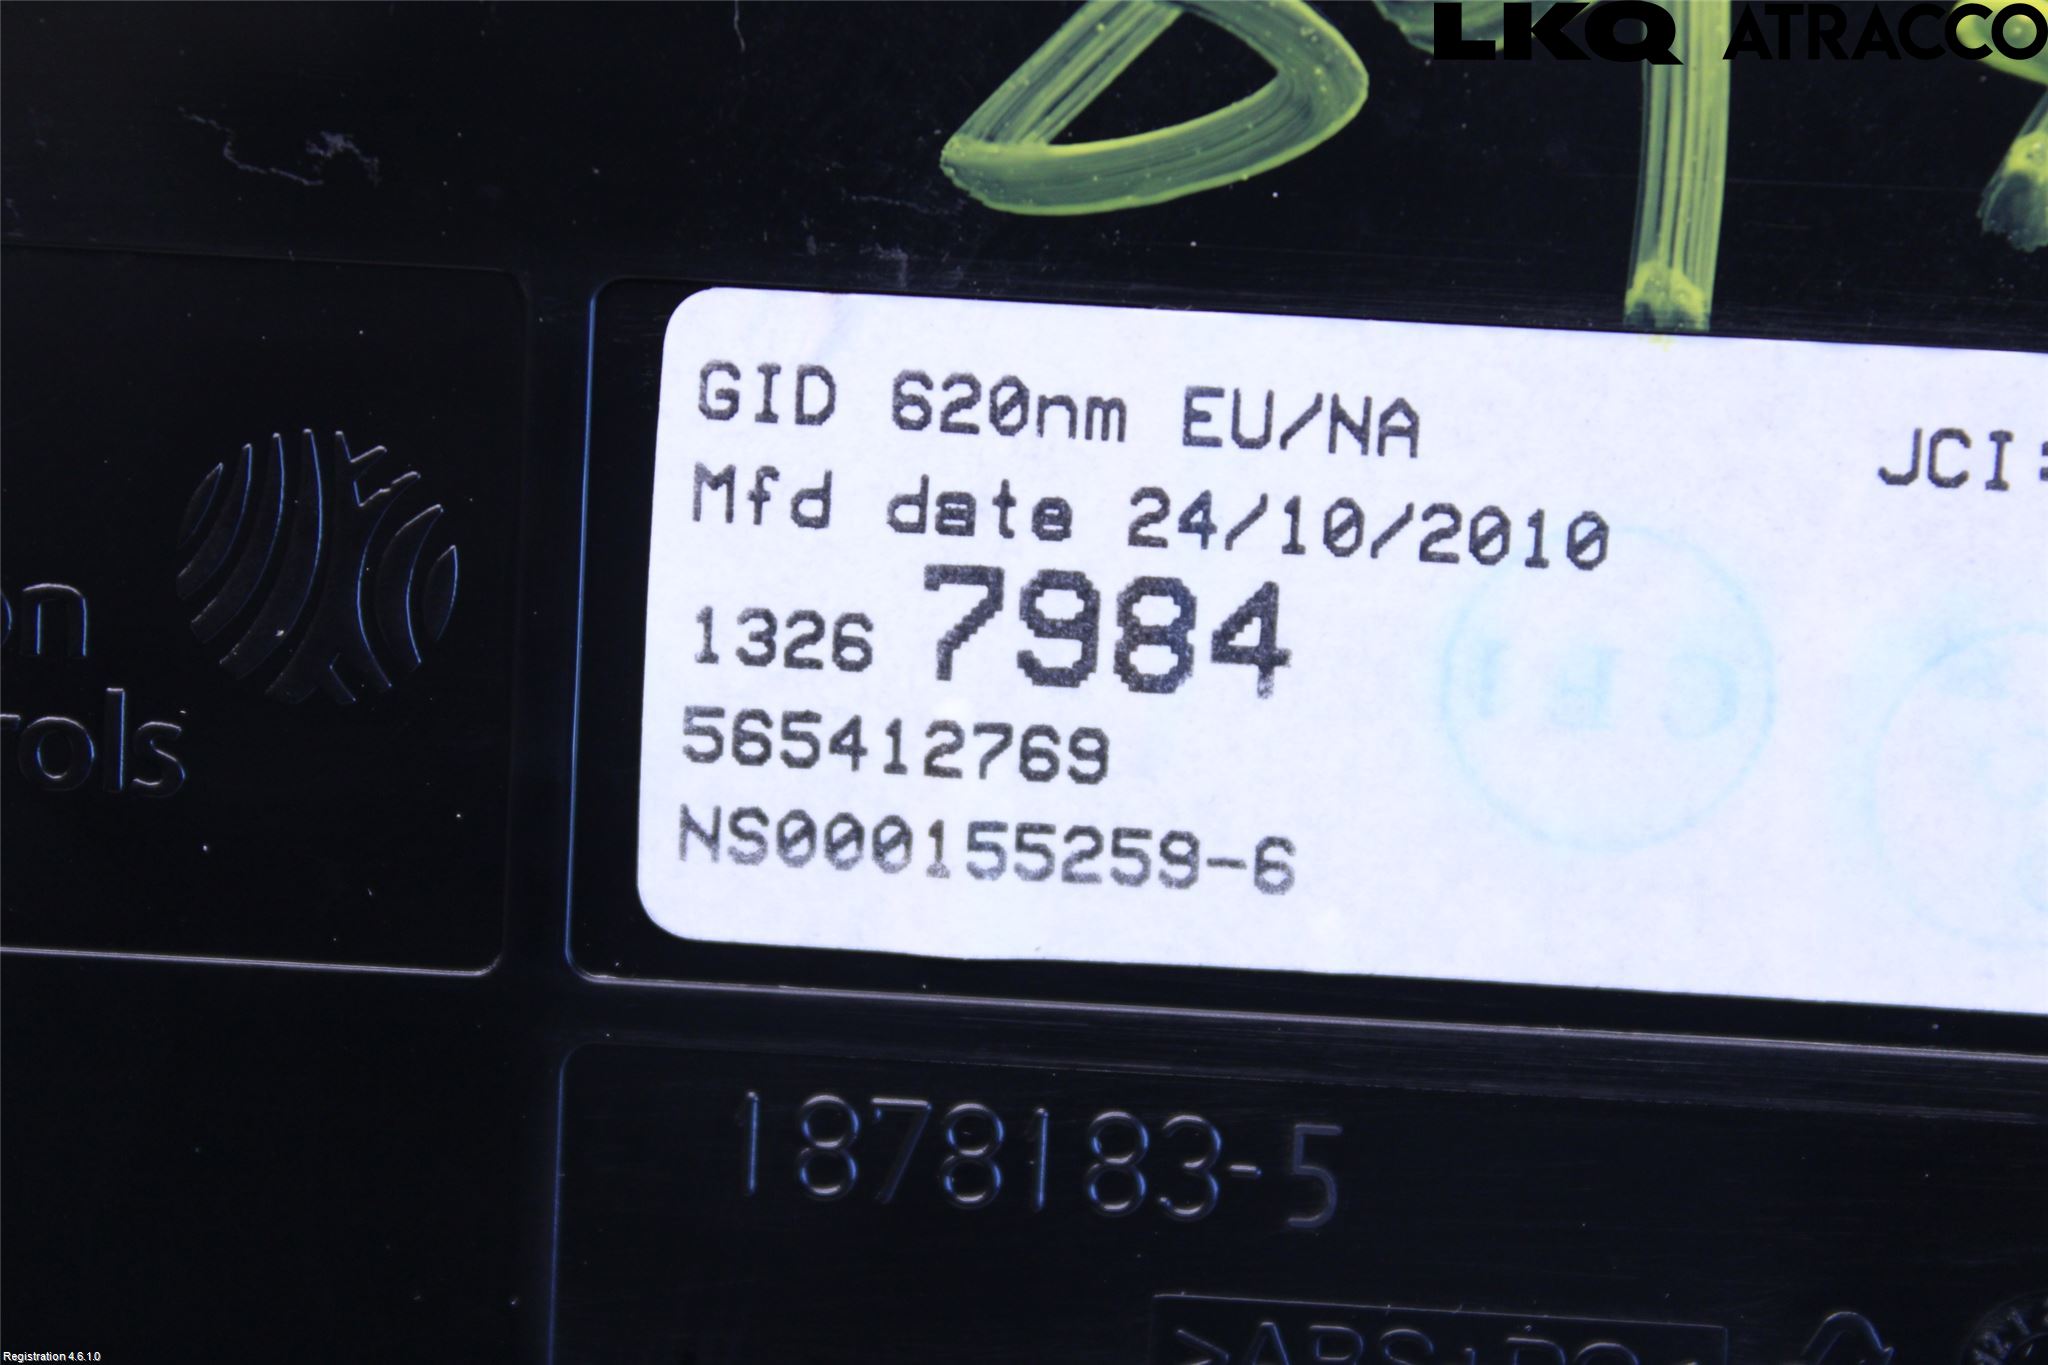 LKQ ATRACCO
GID 620nm EU/NA
JCI:
Mfd date 24/10/2010
1326 7984
565412769
NS000155259-6
on
rols
1878183-5
Registration 4.6.1.0